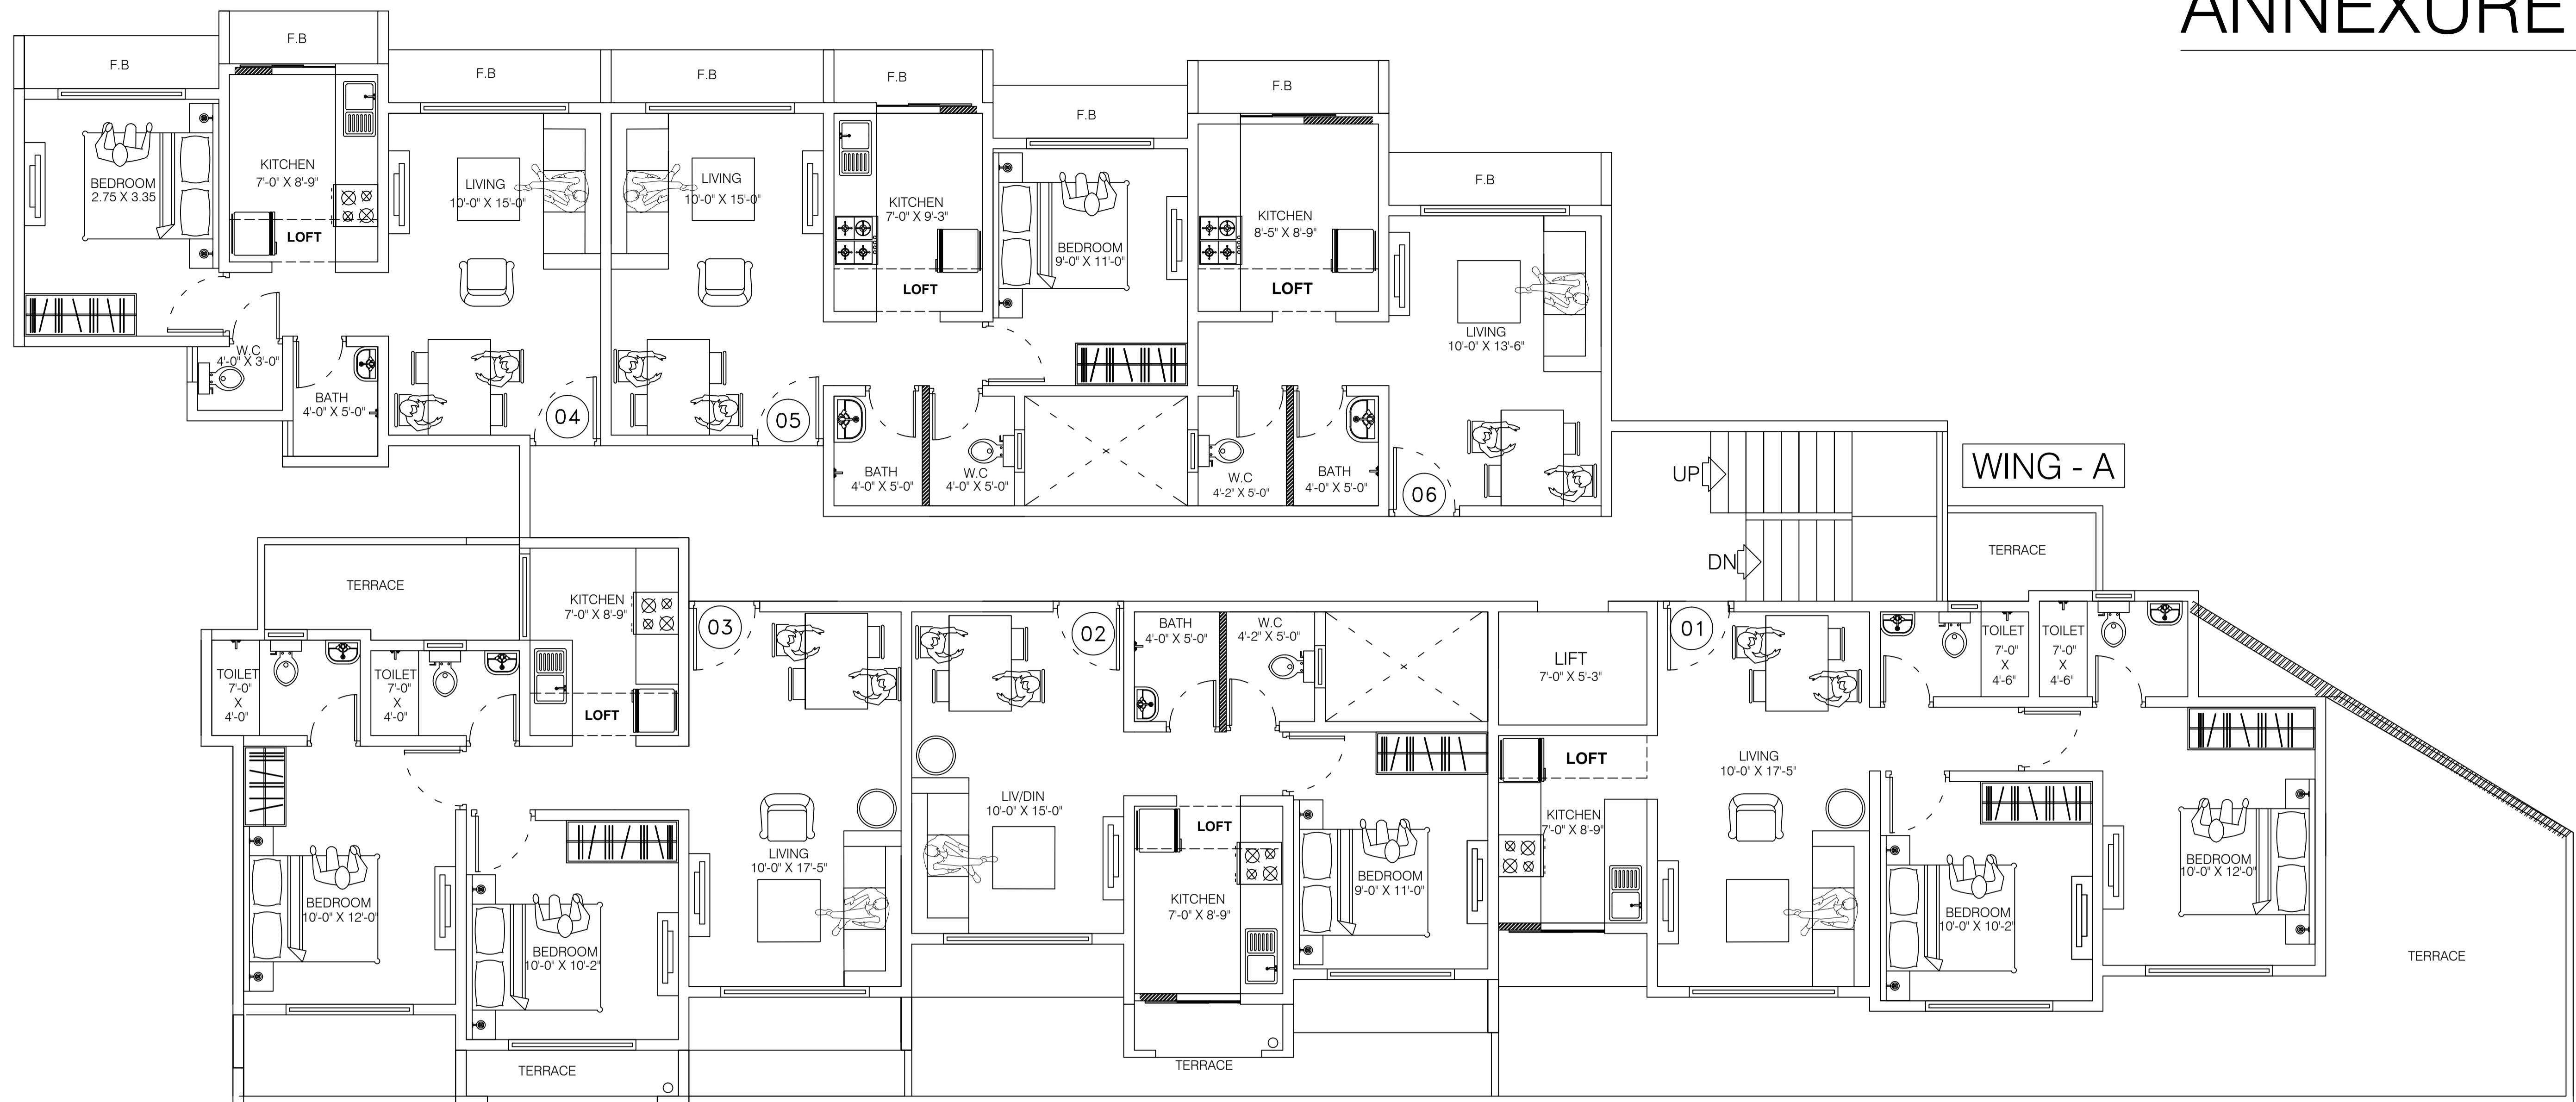 ANNEXURE
F.B
F.B
F.B
F.B
F.B
F.B
F.B
F.B
BEDROOM
2.75 X 3.35
KITCHEN
7'-0" X 8'-9"
LOFT
LIVING
10'-0" X 15'-0"
LIVING
10'-0" X 15'-0"
KITCHEN
7'-0" X 9'-3"
LOFT
BEDROOM
9'-0" X 11'-0"
KITCHEN
8'-5" X 8'-9"
LOFT
LIVING
10'-0" X 13'-6"
W.C
4'-0" X 3'-0"
BATH
4'-0" X 5'-0"
04
05
BATH
4'-0" X 5'-0"
W.C
4'-0" X 5'-0"
W.C
4'-2" X 5'-0"
BATH
4'-0" X 5'-0"
06
UP
DN
WING - A
TERRACE
TERRACE
KITCHEN
7'-0" X 8'-9"
LOFT
TOILET
7'-0"
X
4'-0"
TOILET
7'-0"
X
4'-0"
03
02
BATH
4'-0" X 5'-0"
W.C
4'-2" X 5'-0"
LIFT
7'-0" X 5'-3"
01
TOILET
7'-0"
X
4'-6"
TOILET
7'-0"
X
4'-6"
BEDROOM
10'-0" X 12'-0"
BEDROOM
10'-0" X 10'-2"
LIVING
10'-0" X 17'-5"
LIV/DIN
10'-0" X 15'-0"
LOFT
KITCHEN
7'-0" X 8'-9"
BEDROOM
9'-0" X 11'-0"
LOFT
KITCHEN
7'-0" X 8'-9"
LIVING
10'-0" X 17'-5"
BEDROOM
10'-0" X 10'-2"
BEDROOM
10'-0" X 12'-0"
TERRACE
TERRACE
TERRACE